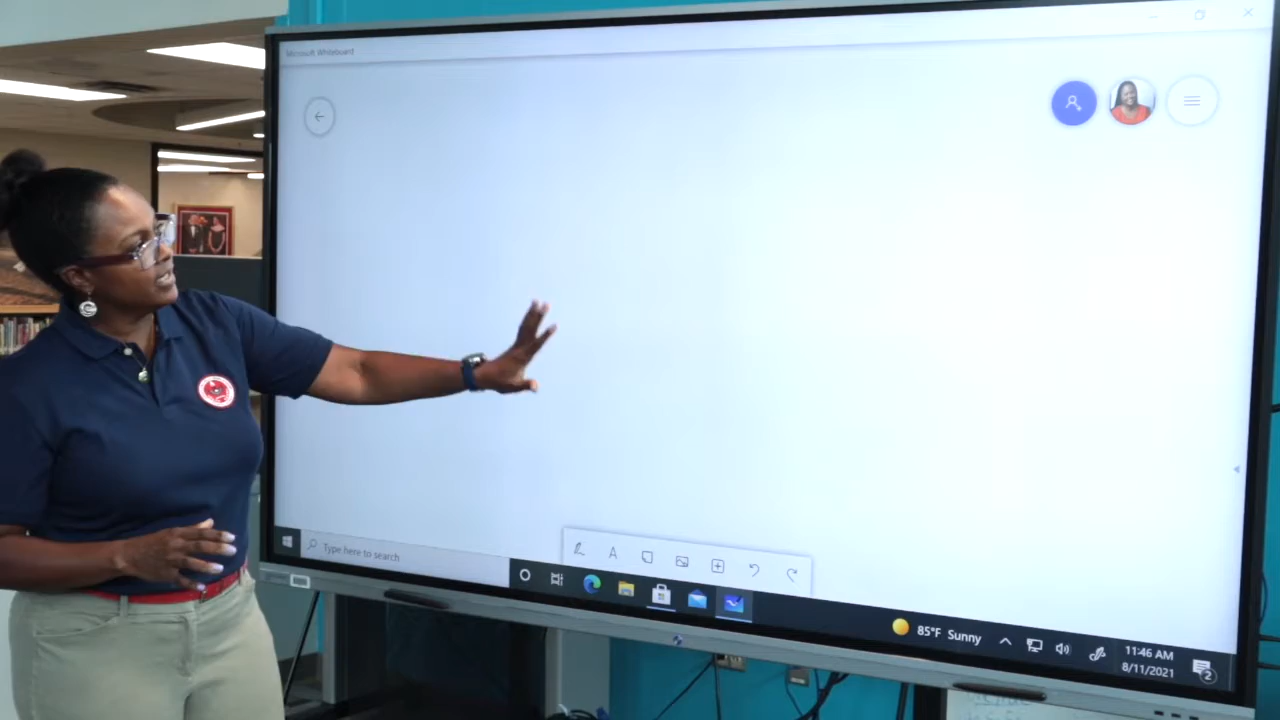 Microsoft Whiteboard
Type here to search
85°F Sunny
11:46 AM
8/11/2021
2